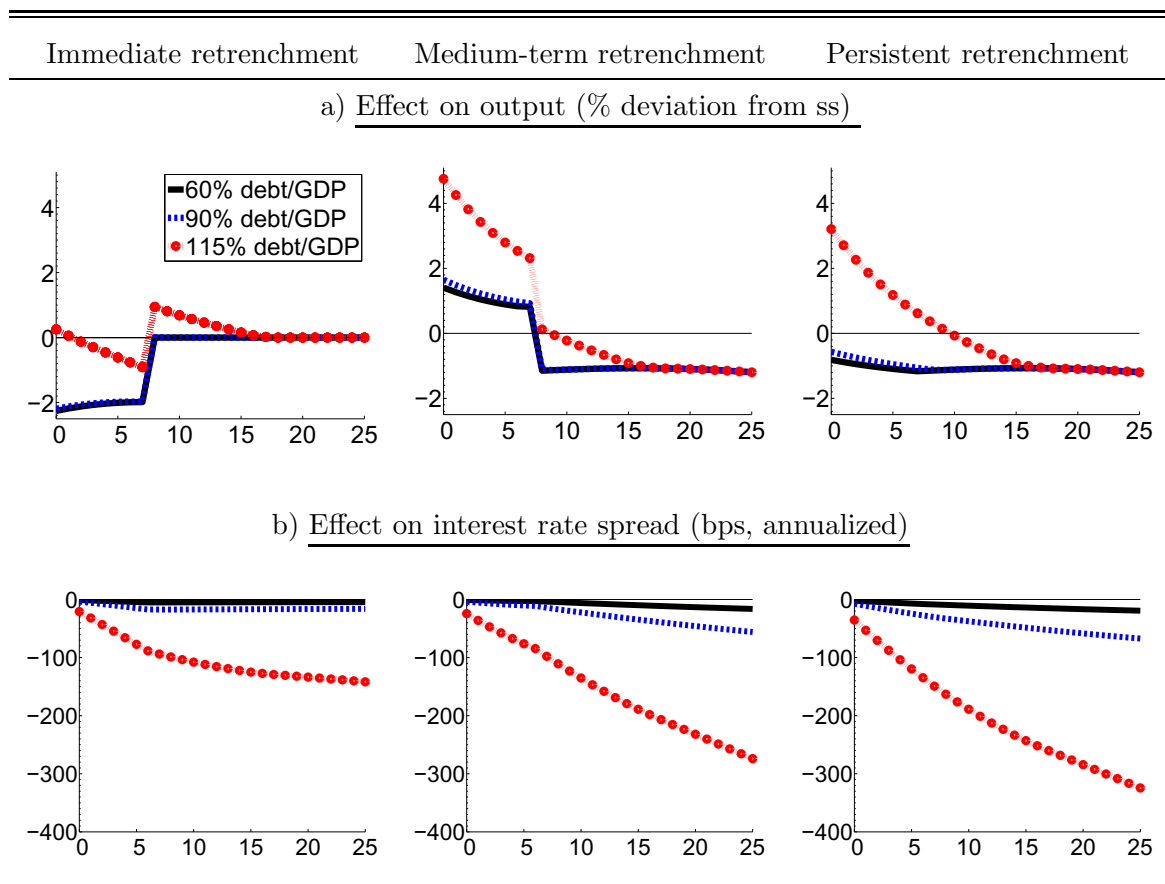 Immediate retrenchment Medium-term retrenchment Persistent retrenchment
a) Effect on output (% deviation from ss)
60% debt/GDP
90% debt/GDP
115% debt/GDP
4
2
0
−2
0 5 10 15 20 25
4
2
0
−2
0 5 10 15 20 25
4
2
0
−2
0 5 10 15 20 25
b) Effect on interest rate spread (bps, annualized)
0
−100
−200
−300
−400
0 5 10 15 20 25
0
−100
−200
−300
−400
0 5 10 15 20 25
0
−100
−200
−300
−400
0 5 10 15 20 25